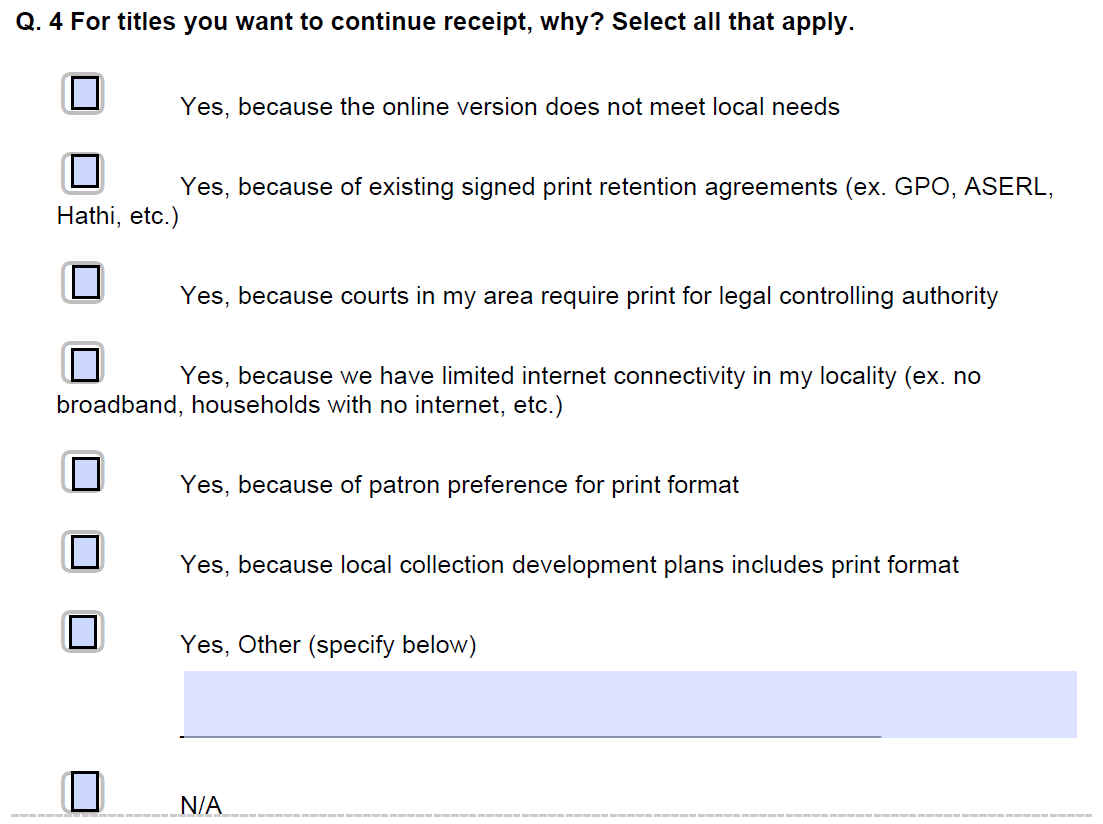 Q. 4 For titles you want to continue receipt, why? Select all that apply.
Yes, because the online version does not meet local needs
Yes, because of existing signed print retention agreements (ex. GPO, ASERL,
Hathi, etc.)
Yes, because courts in my area require print for legal controlling authority
Yes, because we have limited internet connectivity in my locality (ex. no
broadband, households with no internet, etc.)
Yes, because of patron preference for print format
Yes, because local collection development plans includes print format
Yes, Other (specify below)
N/A